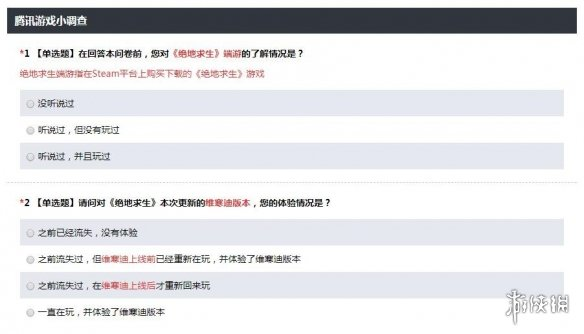 腾讯游戏小调查
*1 【单选题】在回答本问卷前，您对《绝地求生》端游的了解情况是？
绝地求生端游指在Steam平台上购买下载的《绝地求生》游戏
没听说过
听说过，但没有玩过
听说过，并且玩过
*2 【单选题】请问对《绝地求生》本次更新的维寒迪版本，您的体验情况是？
之前已经流失，没有体验
之前流失过，但维寒迪上线前已经重新在玩，并体验了维寒迪版本
之前流失过，在维寒迪上线后才重新回来玩
一直在玩，并体验了维寒迪版本
游侠网